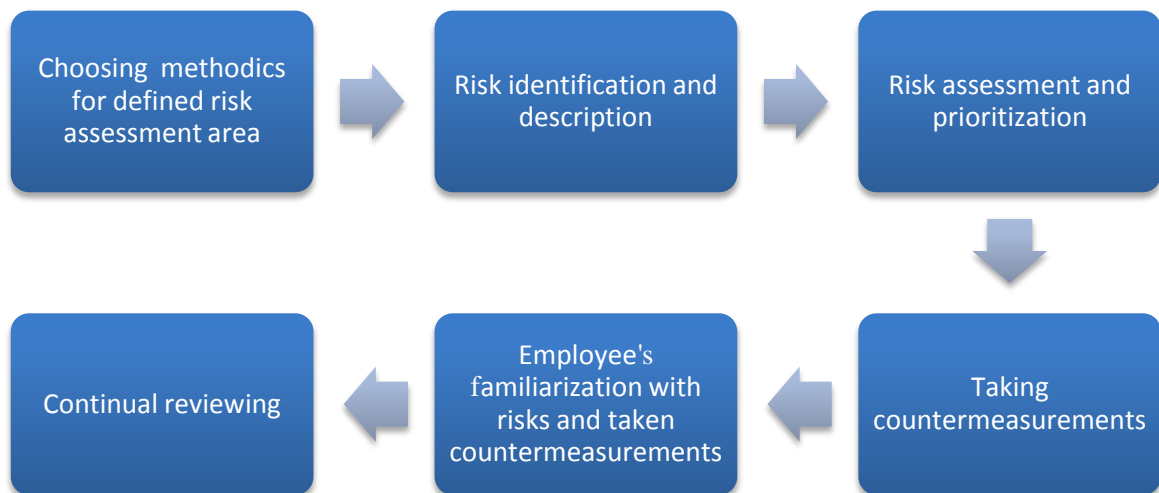 Choosing methodics
for defined risk
assessment area
Risk identification and
description
Risk assessment and
prioritization
Taking
countermeasurements
Employee's
familiarization with
risks and taken
countermeasurements
Continual reviewing